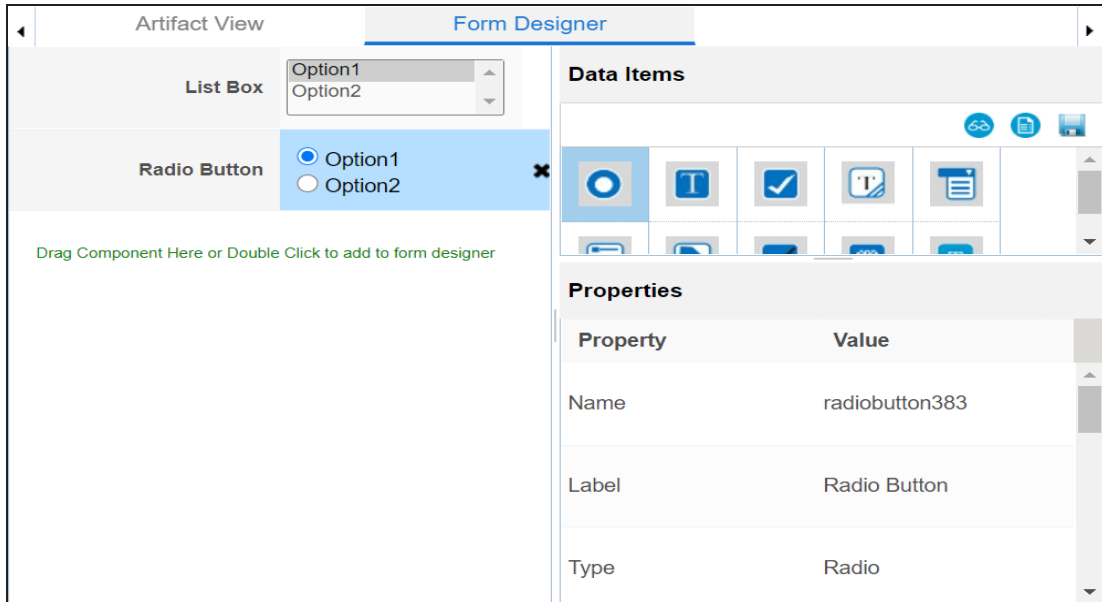 Artifact View Form Designer
List Box
Option1
Option2
Radio Button
Option1
Option2
Drag Component Here or Double Click to add to form designer
Data Items
T
T
Properties
Property Value
Name radiobutton383
Label Radio Button
Type Radio